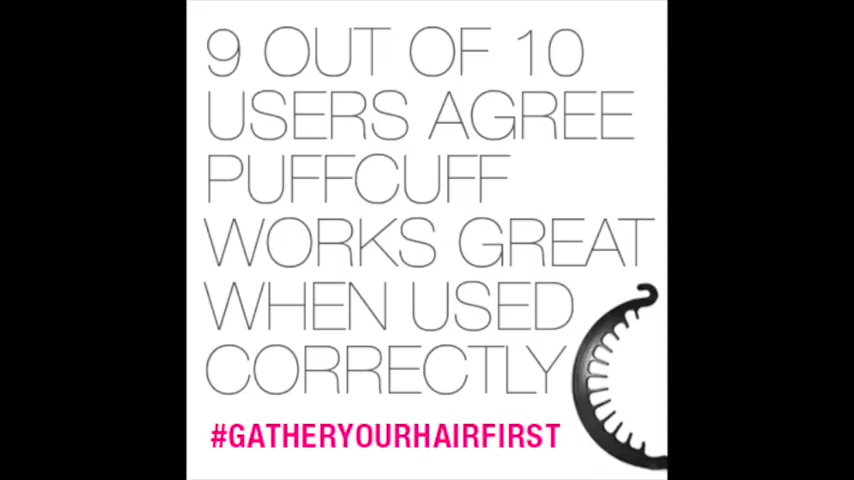 9 OUT OF 10
USERS AGREE
PUFFCUFF
WORKS GREAT
WHEN USED
CORRECTLY
#GATHERYOURHAIRFIRST